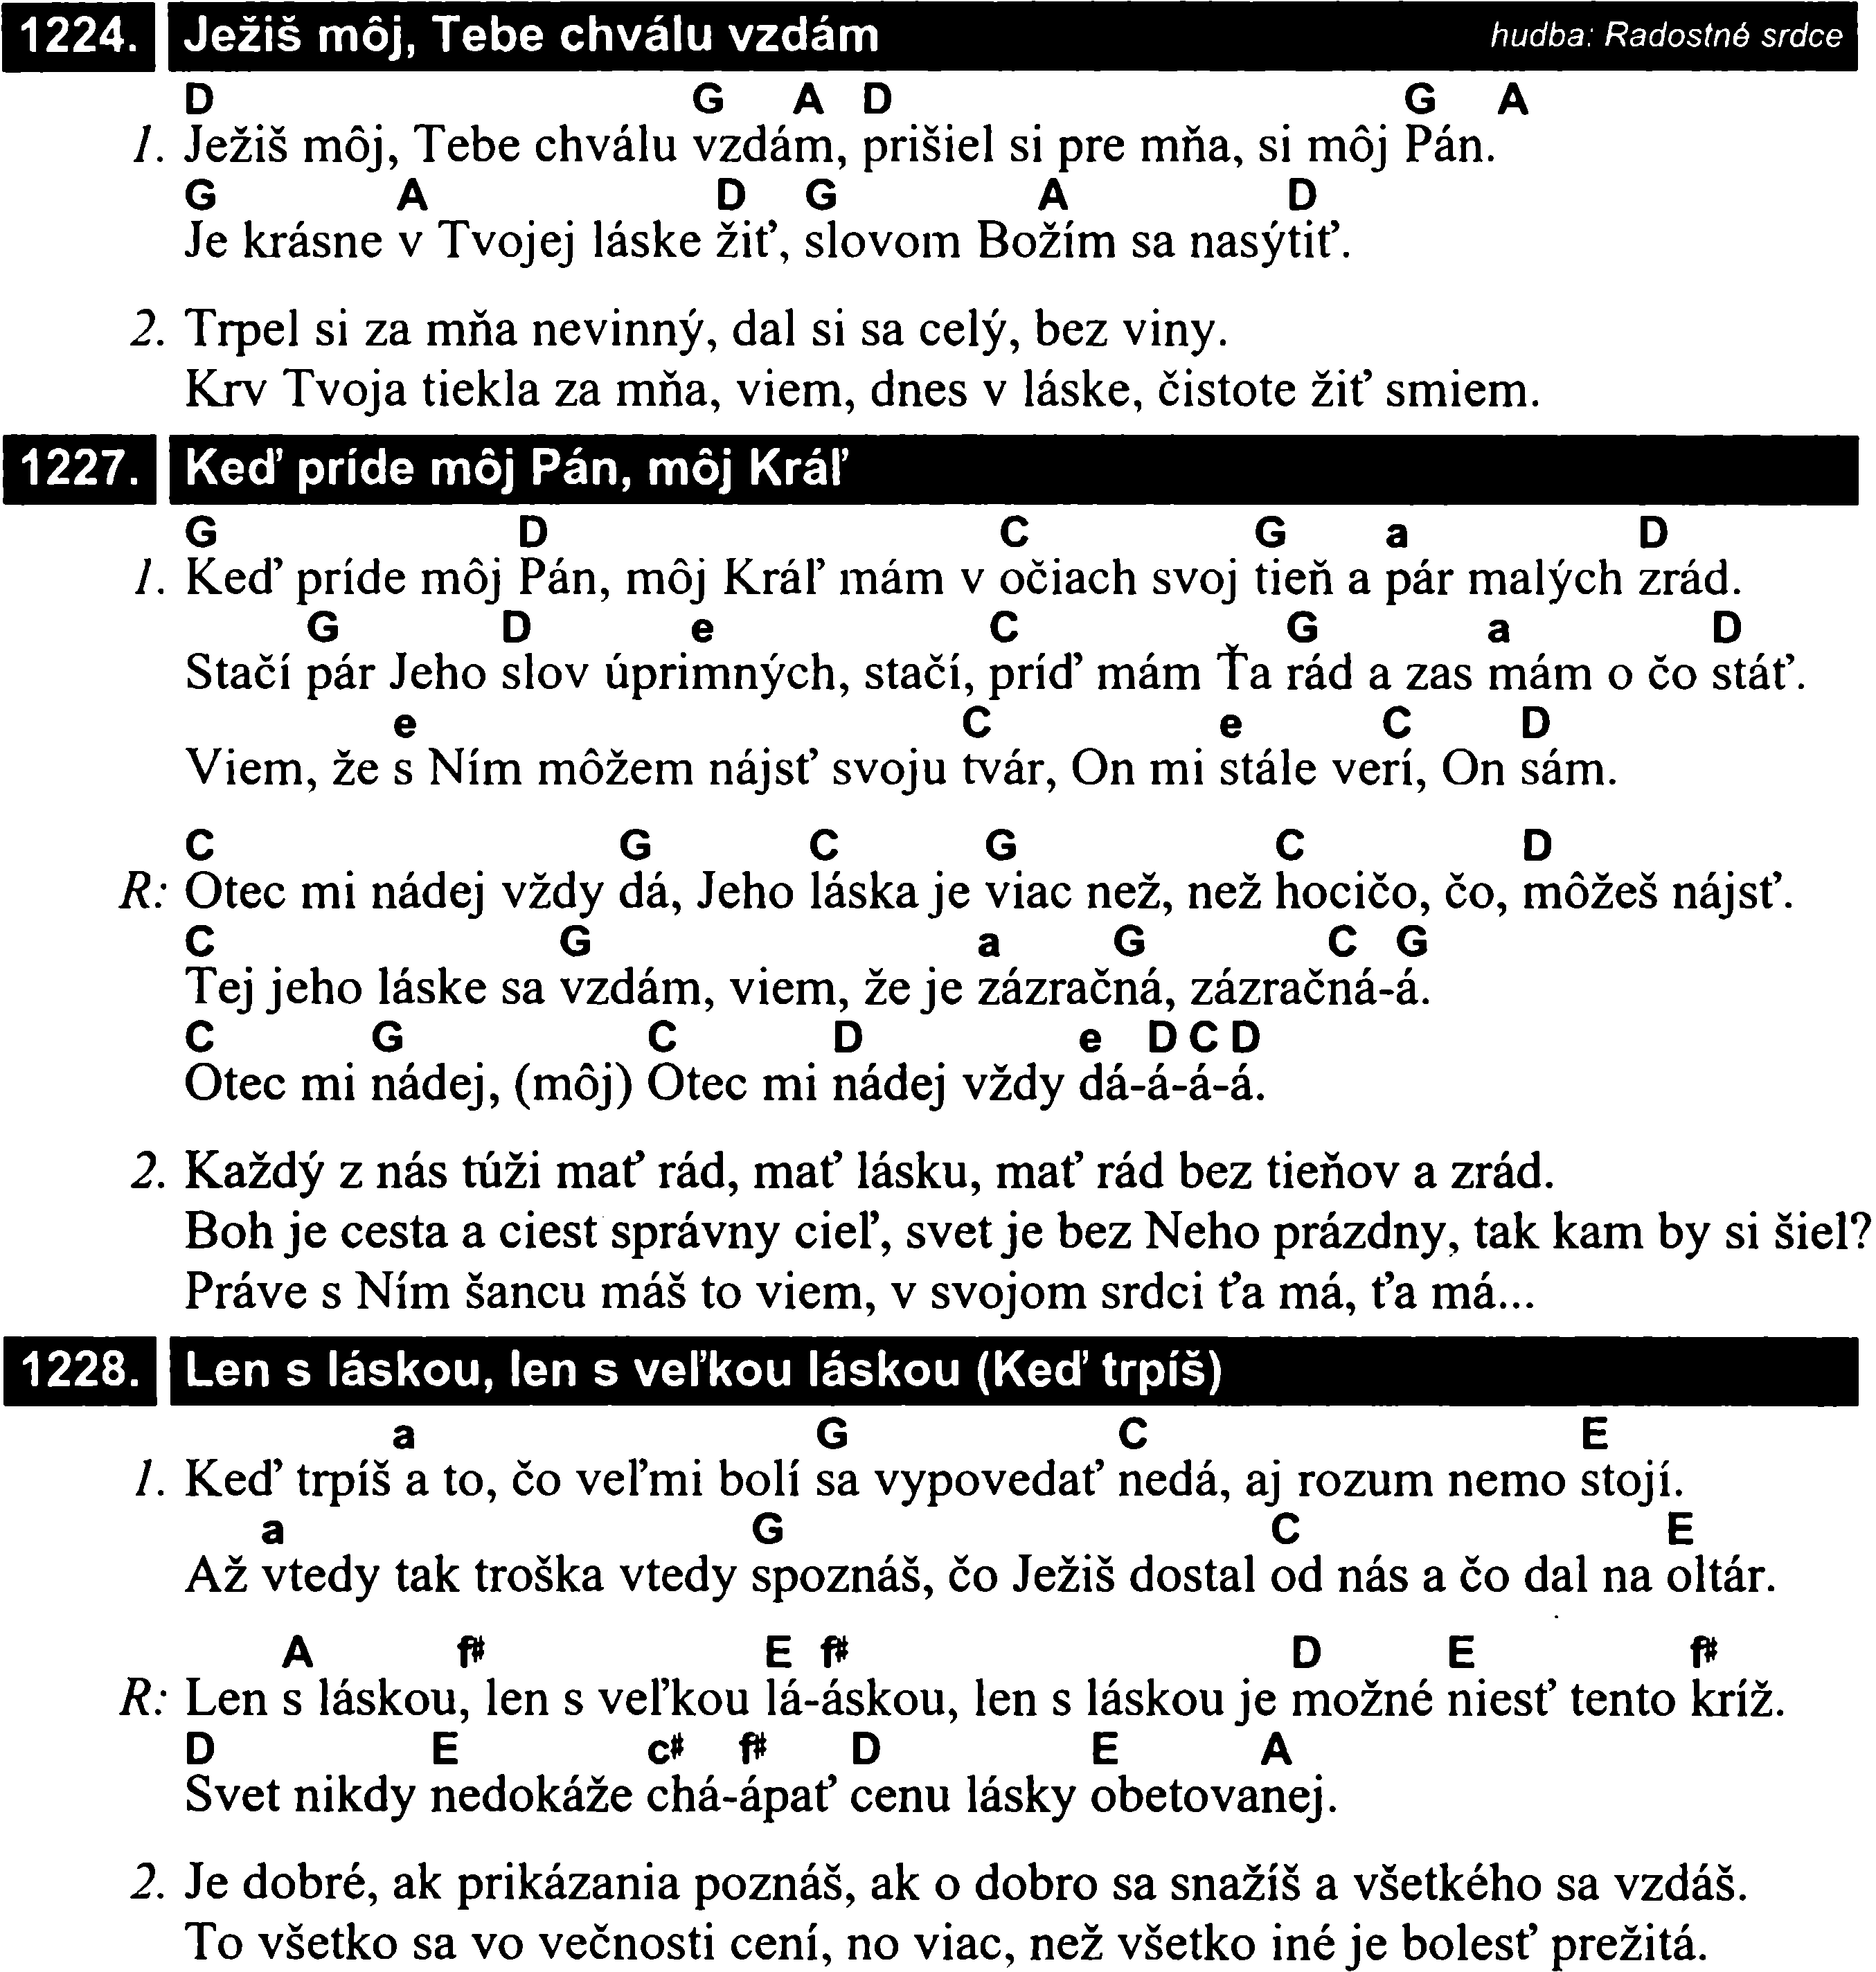 1224. Ježiš môj, Tebe chválu vzdám hudba: Radostné srdce
D G A D G A
1. Ježiš môj, Tebe chválu vzdám, prišiel si pre mňa, si môj Pán.
G A D G A D
Je krásne v Tvojej láske žiť, slovom Božím sa nasýtiť.
2. Trpel si za mňa nevinný, dal si sa celý, bez viny.
Krv Tvoja tiekla za mňa, viem, dnes v láske, čistote žiť smiem.
1227. Keď príde môj Pán, môj Kráľ
G D C G a D
1. Keď príde môj Pán, môj Kráľ mám v očiach svoj tieň a pár malých zrád.
G D e C G a D
Stačí pár Jeho slov úprimných, stačí, príď mám Ťa rád a zas mám o čo stáť.
e C e C D
Viem, že s Ním môžem nájsť svoju tvár, On mi stále verí, On sám.
C G C G C D
R: Otec mi nádej vždy dá, Jeho láska je viac než, než hocičo, čo, môžeš nájsť.
C G a G C G
Tej jeho láske sa vzdám, viem, že je zázračná, zázračná-á.
C G C D e D C D
Otec mi nádej, (môj) Otec mi nádej vždy dá-á-á-á.
2. Každý z nás túži mať rád, mať lásku, mať rád bez tieňov a zrád.
Boh je cesta a ciest správny cieľ, svet je bez Neho prázdny, tak kam by si šiel?
Práve s Ním šancu máš to viem, v svojom srdci ťa má, ťa má...
1228. Len s láskou, len s veľkou láskou (Keď trpíš)
a G C E
1. Keď trpíš a to, čo veľmi bolí sa vypovedať nedá, aj rozum nemo stojí.
a G C E
Až vtedy tak troška vtedy spoznáš, čo Ježiš dostal od nás a čo dal na oltár.
A f# E f# D E f#
R: Len s láskou, len s veľkou lá-áskou, len s láskou je možné niesť tento kríž.
D E c# f# D E A
Svet nikdy nedokáže chá-ápať cenu lásky obetovanej.
2. Je dobré, ak prikázania poznáš, ak o dobro sa snažíš a všetkého sa vzdáš.
To všetko sa vo večnosti cení, no viac, než všetko iné je bolesť prežitá.